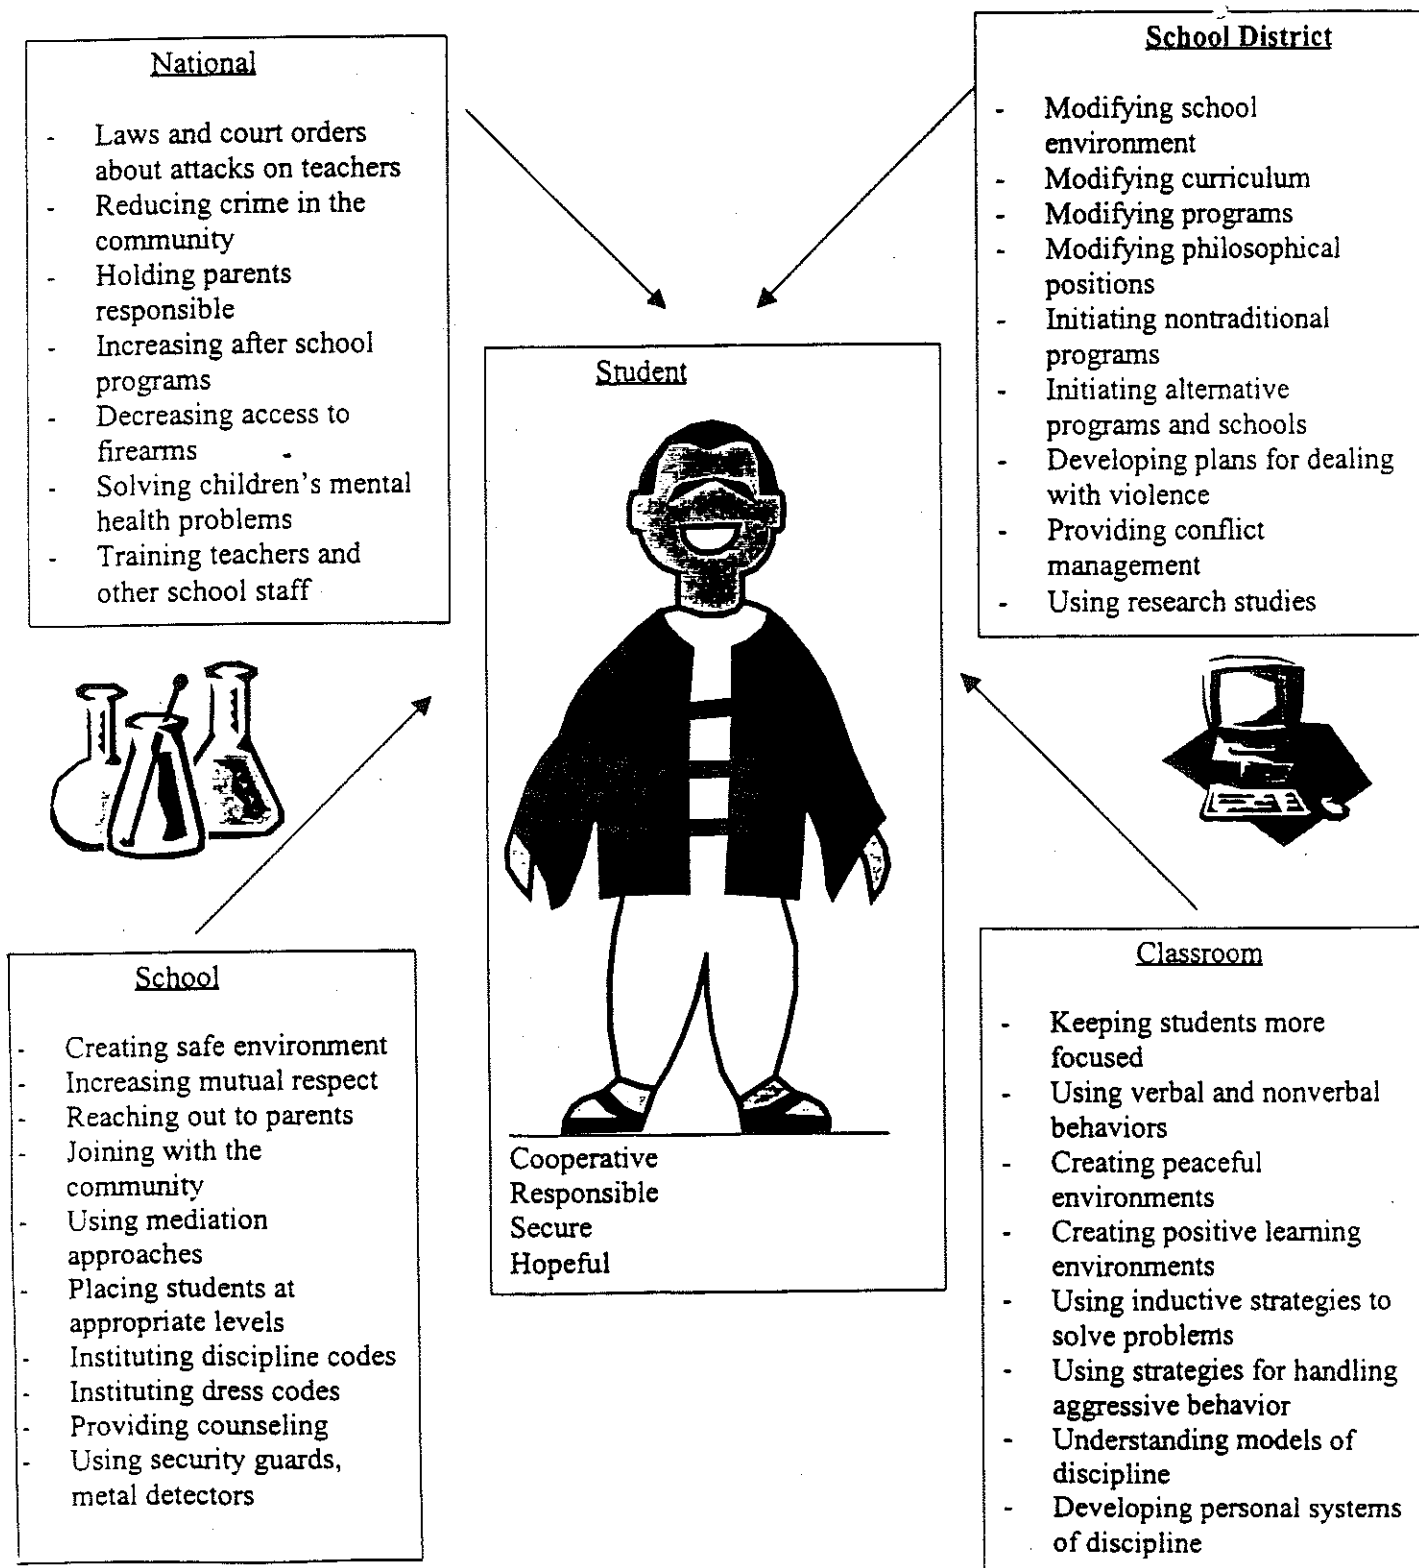 National
- Laws and court orders
about attacks on teachers
- Reducing crime in the
community
- Holding parents
responsible
- Increasing after school
programs
- Decreasing access to
firearms
- Solving children's mental
health problems
- Training teachers and
other school staff
School District
- Modifying school
environment
- Modifying curriculum
- Modifying programs
- Modifying philosophical
positions
- Initiating nontraditional
programs
- Initiating alternative
programs and schools
- Developing plans for dealing
with violence
- Providing conflict
management
- Using research studies
Student
Cooperative
Responsible
Secure
Hopeful
School
- Creating safe environment
- Increasing mutual respect
- Reaching out to parents
- Joining with the
community
- Using mediation
approaches
- Placing students at
appropriate levels
- Instituting discipline codes
- Instituting dress codes
- Providing counseling
- Using security guards,
metal detectors
Classroom
- Keeping students more
focused
- Using verbal and nonverbal
behaviors
- Creating peaceful
environments
- Creating positive learning
environments
- Using inductive strategies to
solve problems
- Using strategies for handling
aggressive behavior
- Understanding models of
discipline
- Developing personal systems
of discipline